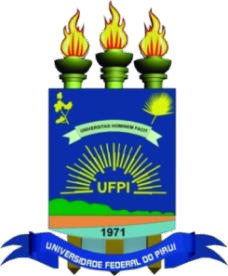 UNIVERSITAS HOMINEM FACIT
UFPI
1971
UNIVERSIDADE FEDERAL DO PIAUÍ